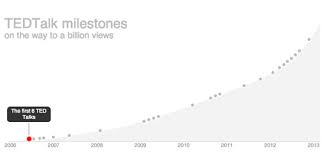 TEDTalk milestones
on the way to a billion views
The first 6 TED
Talks
2006 2007 2008 2009 2010 2011 2012 2013